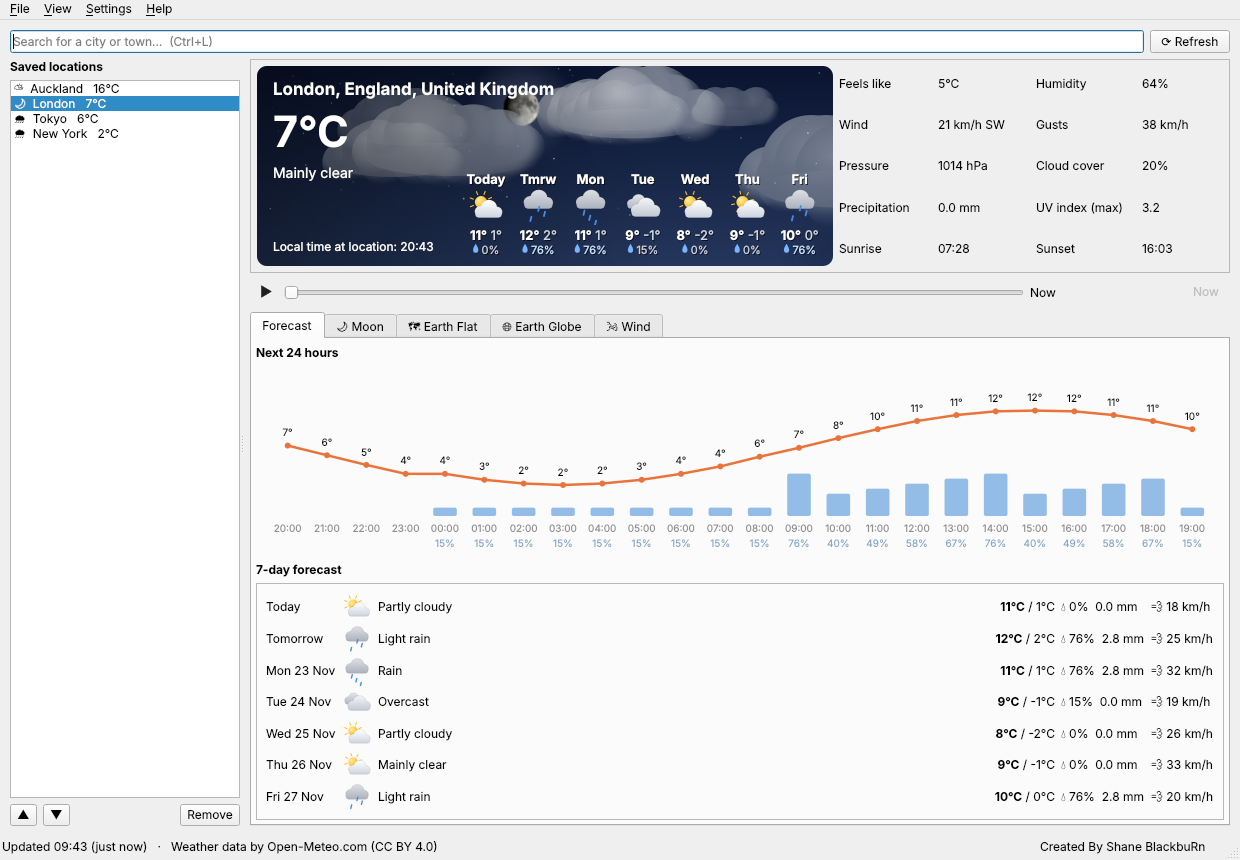 File View Settings Help
Search for a city or town... (Ctrl+L)
⟳ Refresh
Saved locations
Auckland 16°C
London 7°C
Tokyo 6°C
New York 2°C
▲ ▼ Remove
London, England, United Kingdom
7°C
Mainly clear
Local time at location: 20:43
Today Tmrw Mon Tue Wed Thu Fri
11° 1° 12° 2° 11° 1° 9° -1° 8° -2° 9° -1° 10° 0°
0% 76% 76% 15% 0% 0% 76%
Feels like 5°C Humidity 64%
Wind 21 km/h SW Gusts 38 km/h
Pressure 1014 hPa Cloud cover 20%
Precipitation 0.0 mm UV index (max) 3.2
Sunrise 07:28 Sunset 16:03
Now Now
Forecast Moon Earth Flat Earth Globe Wind
Next 24 hours
7° 6° 5° 4° 4° 3° 2° 2° 2° 3° 4° 4° 6° 7° 8° 10° 11° 11° 12° 12° 12° 11° 11° 10°
20:00 21:00 22:00 23:00 00:00 01:00 02:00 03:00 04:00 05:00 06:00 07:00 08:00 09:00 10:00 11:00 12:00 13:00 14:00 15:00 16:00 17:00 18:00 19:00
15% 15% 15% 15% 15% 15% 15% 15% 15% 76% 40% 49% 58% 67% 76% 40% 49% 58% 67% 15%
7-day forecast
Today Partly cloudy 11°C / 1°C 0% 0.0 mm 18 km/h
Tomorrow Light rain 12°C / 2°C 76% 2.8 mm 25 km/h
Mon 23 Nov Rain 11°C / 1°C 76% 2.8 mm 32 km/h
Tue 24 Nov Overcast 9°C / -1°C 15% 0.0 mm 19 km/h
Wed 25 Nov Partly cloudy 8°C / -2°C 0% 0.0 mm 26 km/h
Thu 26 Nov Mainly clear 9°C / -1°C 0% 0.0 mm 33 km/h
Fri 27 Nov Light rain 10°C / 0°C 76% 2.8 mm 20 km/h
Updated 09:43 (just now) · Weather data by Open-Meteo.com (CC BY 4.0)
Created By Shane BlackbuRn